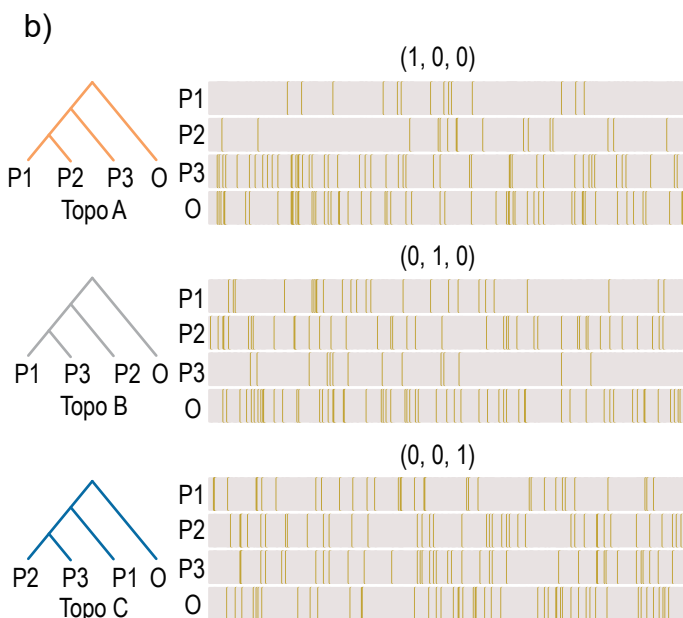 b)
(1, 0, 0)
P1
P2
P3
O
P1 P2 P3 O
Topo A
(0, 1, 0)
P1
P2
P3
O
P1 P3 P2 O
Topo B
(0, 0, 1)
P1
P2
P3
O
P2 P3 P1 O
Topo C